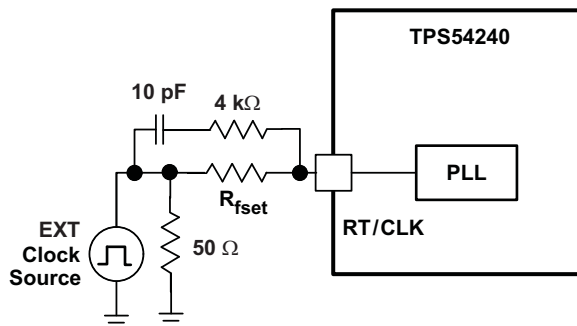 TPS54240
10 pF
4 kΩ
PLL
R_fset
RT/CLK
EXT
Clock
Source
50 Ω